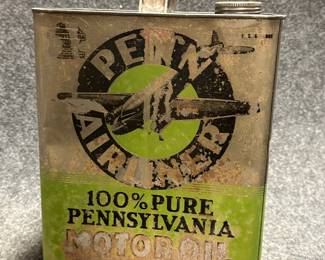 PENN
AIRLINER
100% PURE
PENNSYLVANIA
MOTOR OIL